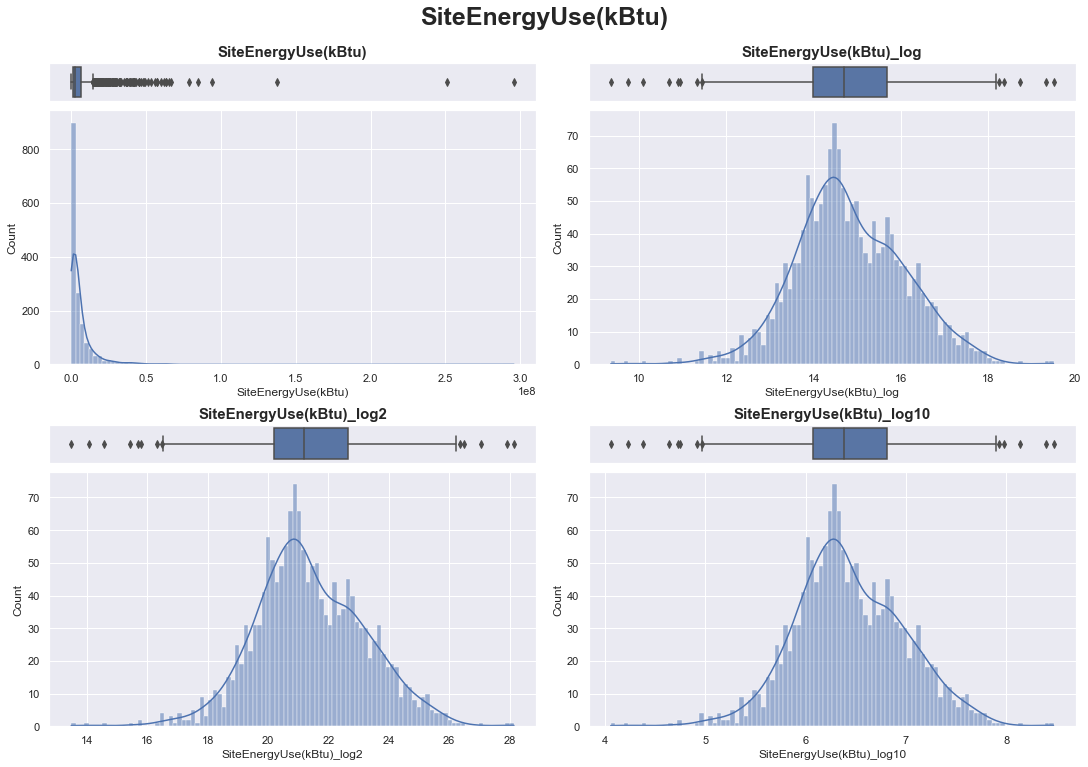 SiteEnergyUse(kBtu)
SiteEnergyUse(kBtu)
Count
800
600
400
200
0
0.0 0.5 1.0 1.5 2.0 2.5 3.0
1e8
SiteEnergyUse(kBtu)
SiteEnergyUse(kBtu)_log
Count
70
60
50
40
30
20
10
0
10 12 14 16 18 20
SiteEnergyUse(kBtu)_log
SiteEnergyUse(kBtu)_log2
Count
70
60
50
40
30
20
10
0
14 16 18 20 22 24 26 28
SiteEnergyUse(kBtu)_log2
SiteEnergyUse(kBtu)_log10
Count
70
60
50
40
30
20
10
0
4 5 6 7 8
SiteEnergyUse(kBtu)_log10